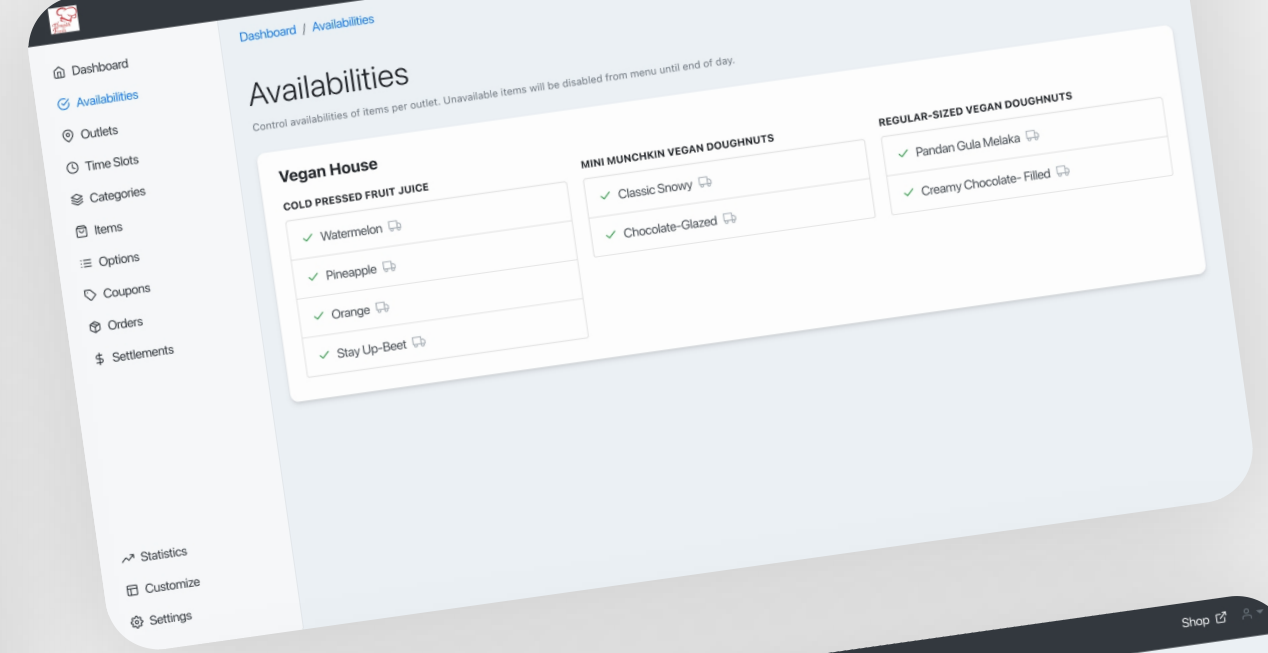 Dashboard / Availabilities
Dashboard
Availabilities
Outlets
Time Slots
Categories
Items
Options
Coupons
Orders
Settlements
Statistics
Customize
Settings
Availabilities
Control availabilities of items per outlet. Unavailable items will be disabled from menu until end of day.
Vegan House
COLD PRESSED FRUIT JUICE
Watermelon
Pineapple
Orange
Stay Up-Beet
MINI MUNCHKIN VEGAN DOUGHNUTS
Classic Snowy
Chocolate-Glazed
REGULAR-SIZED VEGAN DOUGHNUTS
Pandan Gula Melaka
Creamy Chocolate- Filled
Shop